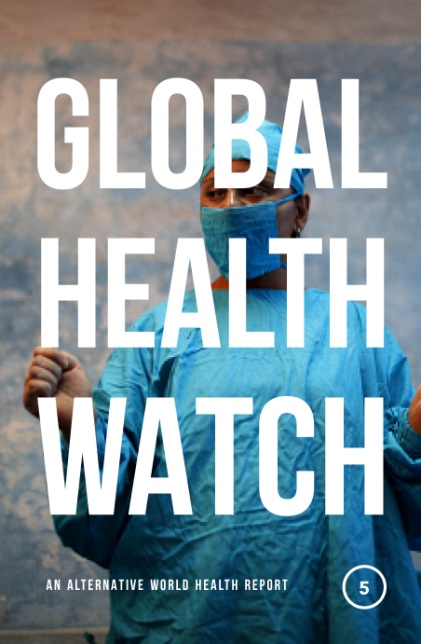 GLOBAL
HEALTH
WATCH
AN ALTERNATIVE WORLD HEALTH REPORT
5